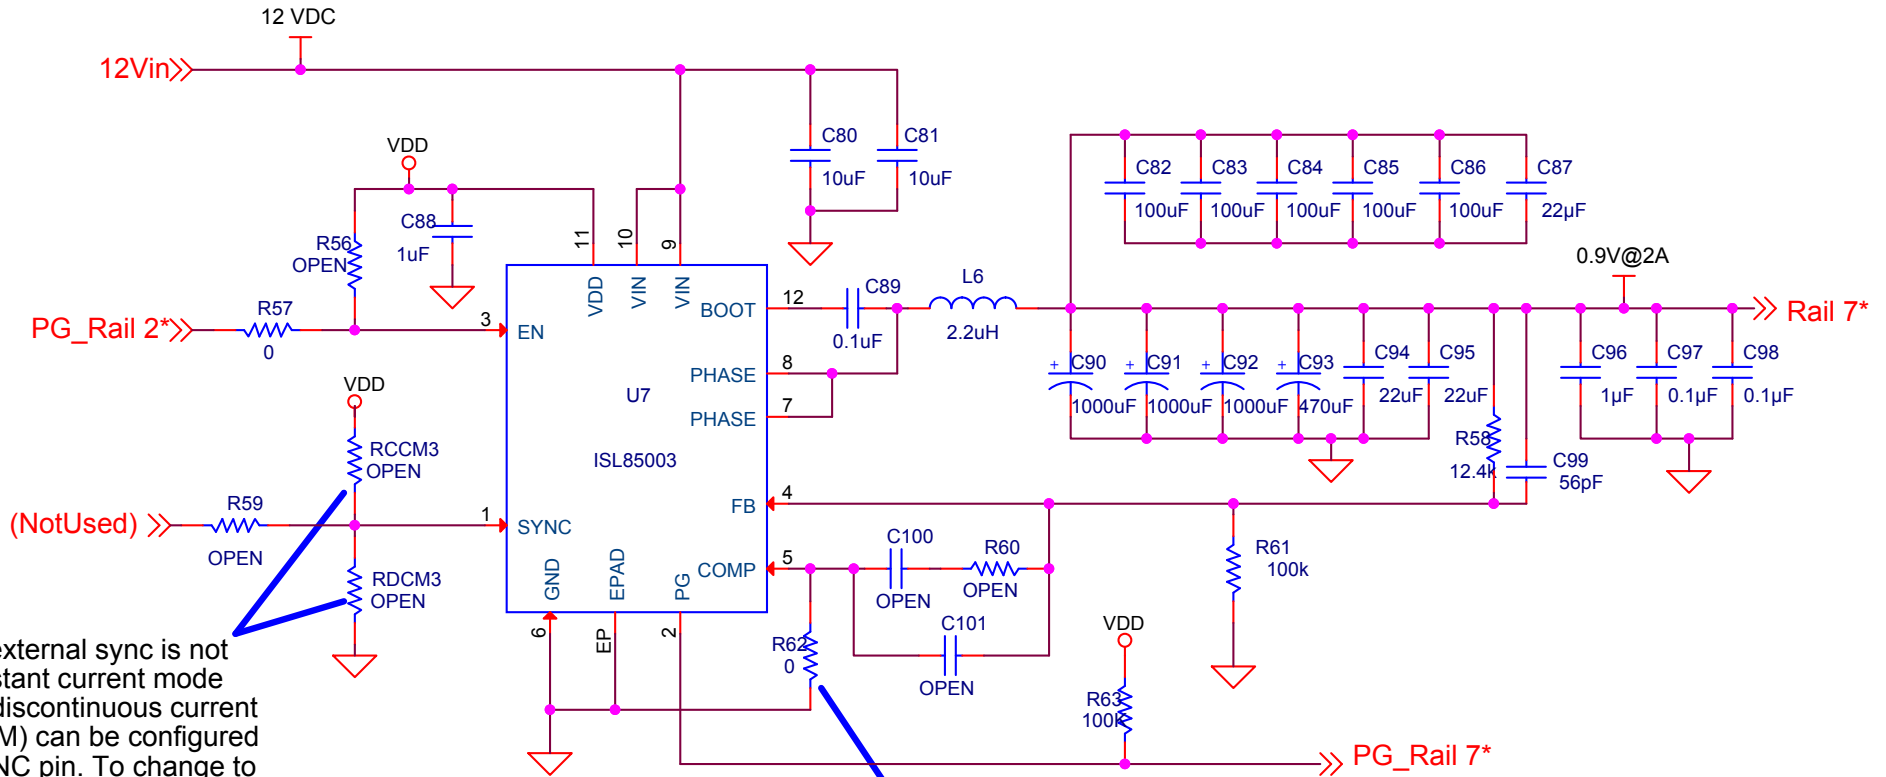 12 VDC
12Vin
VDD
C80
10uF
C81
10uF
C82
100uF
C83
100uF
C84
100uF
C85
100uF
C86
100uF
C87
22µF
C88
1uF
R56
OPEN
R57
0
PG_Rail 2*
3
EN
11
VDD
10
VIN
9
VIN
BOOT
12
C89
0.1uF
L6
2.2uH
0.9V@2A
Rail 7*
PHASE
8
PHASE
7
U7
ISL85003
+
C90
1000uF
+
C91
1000uF
+
C92
1000uF
+
C93
470uF
C94
22uF
C95
22uF
C96
1µF
C97
0.1µF
C98
0.1µF
R58
12.4k
C99
56pF
VDD
RCCM3
OPEN
R59
OPEN
(NotUsed)
1
SYNC
RDCM3
OPEN
FB
4
COMP
5
C100
OPEN
R60
OPEN
C101
OPEN
R61
100k
R62
0
GND
6
EPAD
EP
PG
2
VDD
R63
100k
PG_Rail 7*
external sync is not
stant current mode
discontinuous current
M) can be configured
NC pin. To change to